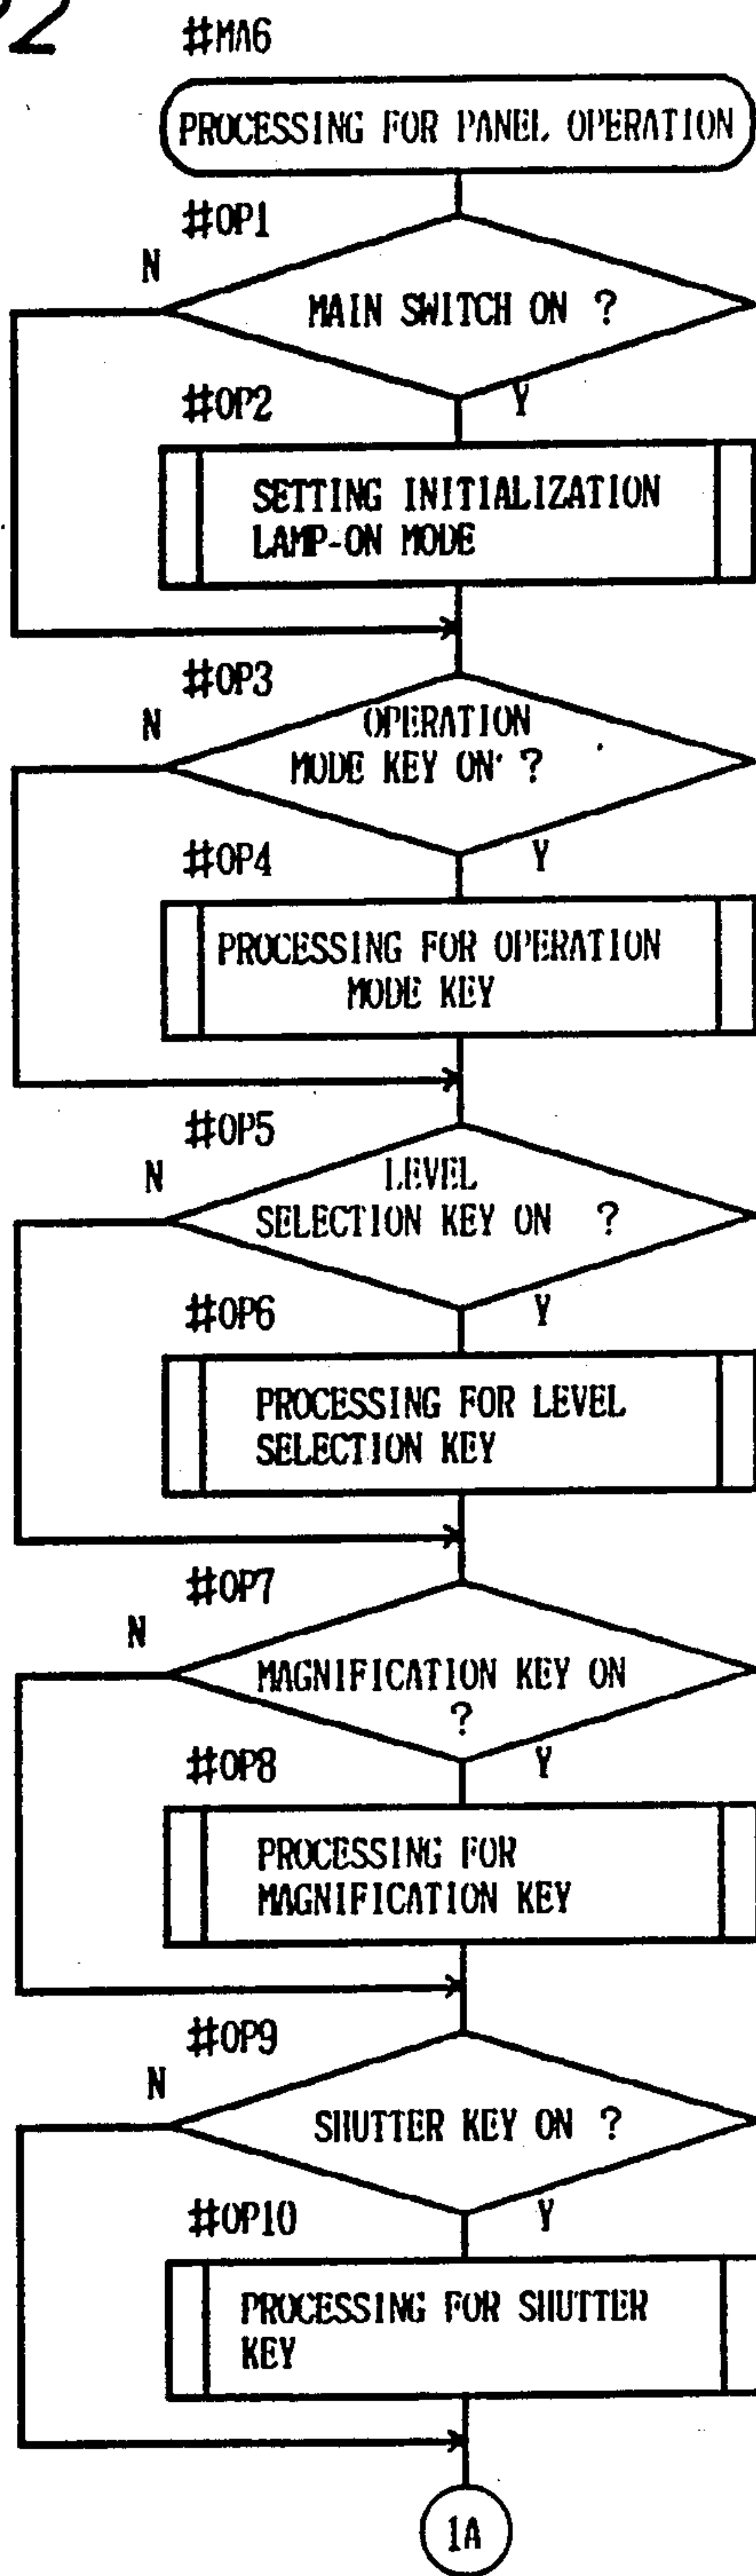 2
#MA6
PROCESSING FOR PANEL OPERATION
#OP1
N
MAIN SWITCH ON ?
Y
#OP2
SETTING INITIALIZATION
LAMP-ON MODE
#OP3
N
OPERATION
MODE KEY ON ?
Y
#OP4
PROCESSING FOR OPERATION
MODE KEY
#OP5
N
LEVEL
SELECTION KEY ON ?
Y
#OP6
PROCESSING FOR LEVEL
SELECTION KEY
#OP7
N
MAGNIFICATION KEY ON
?
Y
#OP8
PROCESSING FOR
MAGNIFICATION KEY
#OP9
N
SHUTTER KEY ON ?
Y
#OP10
PROCESSING FOR SHUTTER
KEY
1A